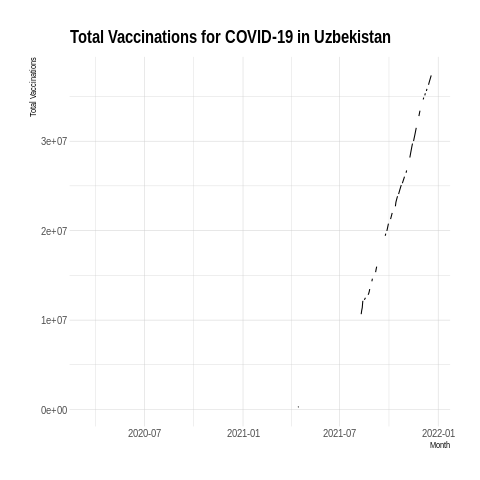 Total Vaccinations for COVID-19 in Uzbekistan
Total Vaccinations
3e+07
2e+07
1e+07
0e+00
2020-07 2021-01 2021-07 2022-01
Month